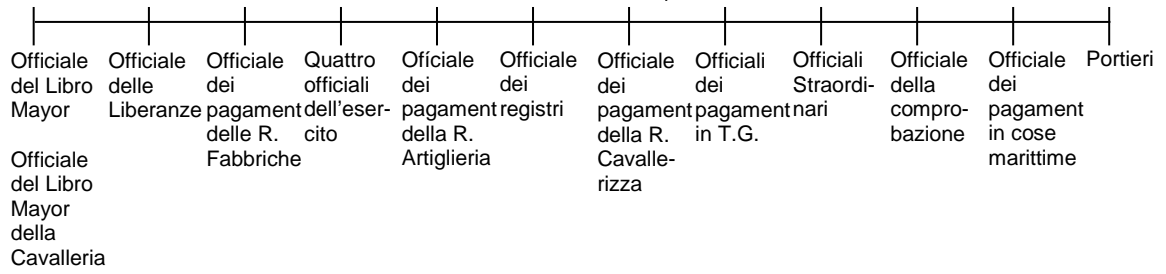 Officiale
del Libro
Mayor
Officiale
del Libro
Mayor
della
Cavalleria
Officiale
delle
Liberanze
Officiale
dei
pagament
delle R.
Fabbriche
Quattro
officiali
dell'eser-
cito
Oficiale
dei
pagament
della R.
Artiglieria
Officiale
dei
registri
Officiale
dei
pagament
della R.
Cavalle-
rizza
Officiali
dei
pagament
in T.G.
Officiali
Straordi-
nari
Officiale
della
compro-
bazione
Officiale
dei
pagament
in cose
marittime
Portieri